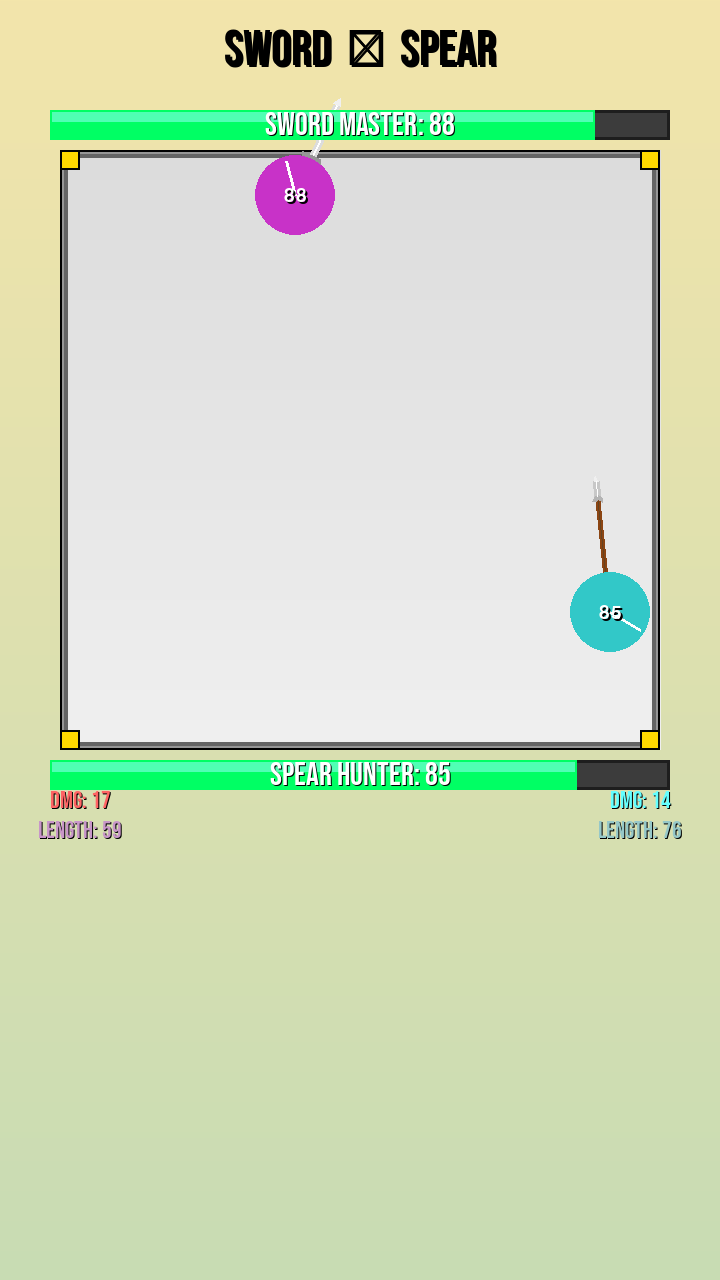 SWORD ☒ SPEAR
SWORD MASTER: 88
88
85
SPEAR HUNTER: 85
DMG: 17 DMG: 14
LENGTH: 59 LENGTH: 76